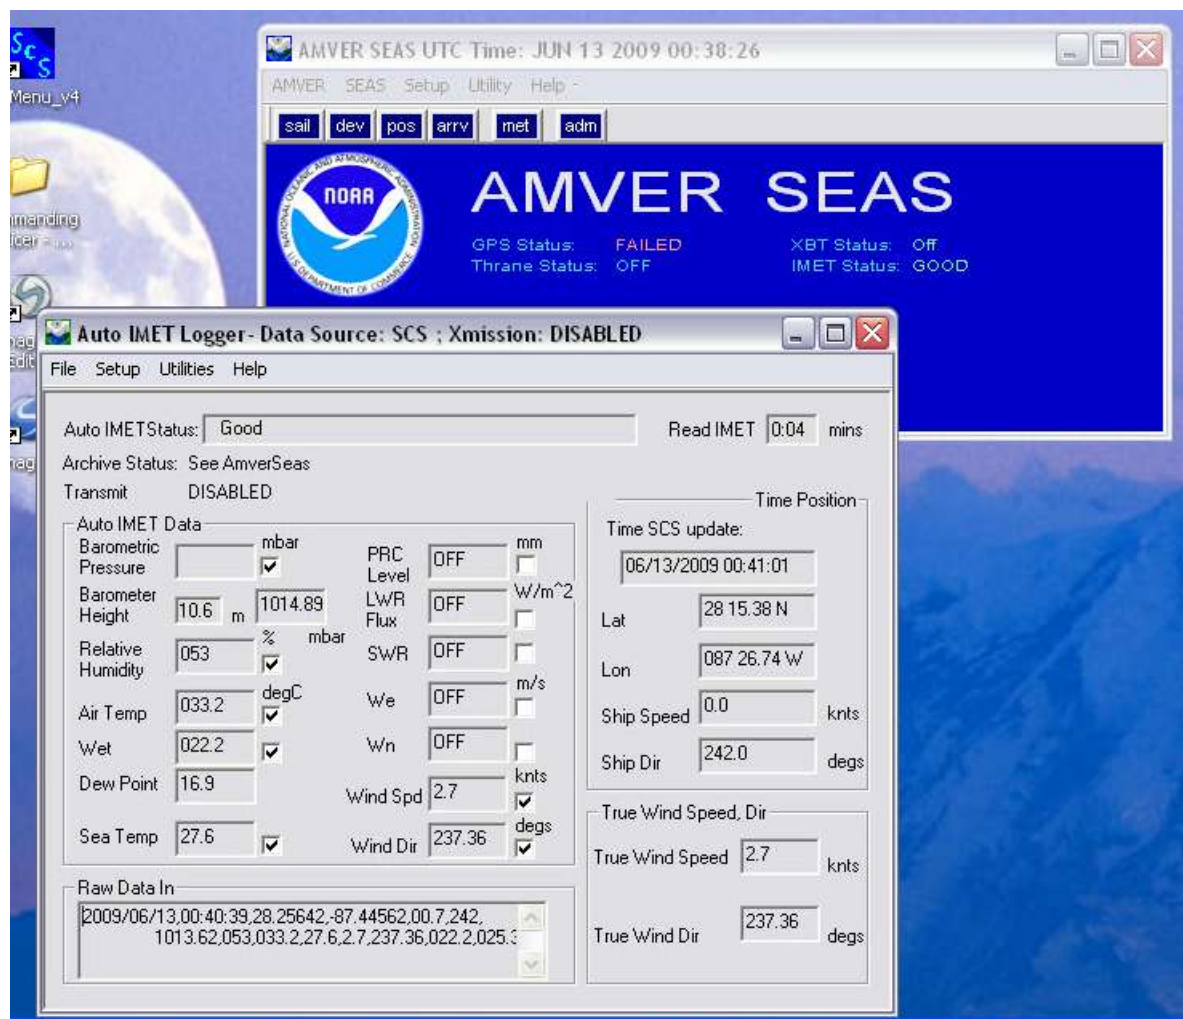 S
c
S
Menu_v4
AMVER SEAS UTC Time: JUN 13 2009 00:38:26
AMVER SEAS Setup Utility Help -
sail dev pos arrv met adm
NATIONAL OCEANIC AND ATMOSPHERIC ADMINISTRATION
NOAA
U.S. DEPARTMENT OF COMMERCE
AMVER SEAS
GPS Status: FAILED XBT Status: Off
Thrane Status: OFF IMET Status: GOOD
Auto IMET Logger- Data Source: SCS ; Xmission: DISABLED
File Setup Utilities Help
Auto IMETStatus: Good Read IMET 0:04 mins
Archive Status: See AmverSeas
Transmit DISABLED
Auto IMET Data
Barometric Pressure mbar
Barometer Height 10.6 m 1014.89 mbar
Relative Humidity 053 %
Air Temp 033.2 degC
Wet 022.2
Dew Point 16.9
Sea Temp 27.6
PRC Level OFF mm
LWR Flux OFF W/m^2
SWR OFF
We OFF m/s
Wn OFF
Wind Spd 2.7 knts
Wind Dir 237.36 degs
Time Position
Time SCS update:
06/13/2009 00:41:01
Lat 28 15.38 N
Lon 087 26.74 W
Ship Speed 0.0 knts
Ship Dir 242.0 degs
True Wind Speed, Dir
True Wind Speed 2.7 knts
True Wind Dir 237.36 degs
Raw Data In
2009/06/13,00:40:39,28.25642,-87.44562,00.7,242,
1013.62,053,033.2,27.6,2.7,237.36,022.2,025.